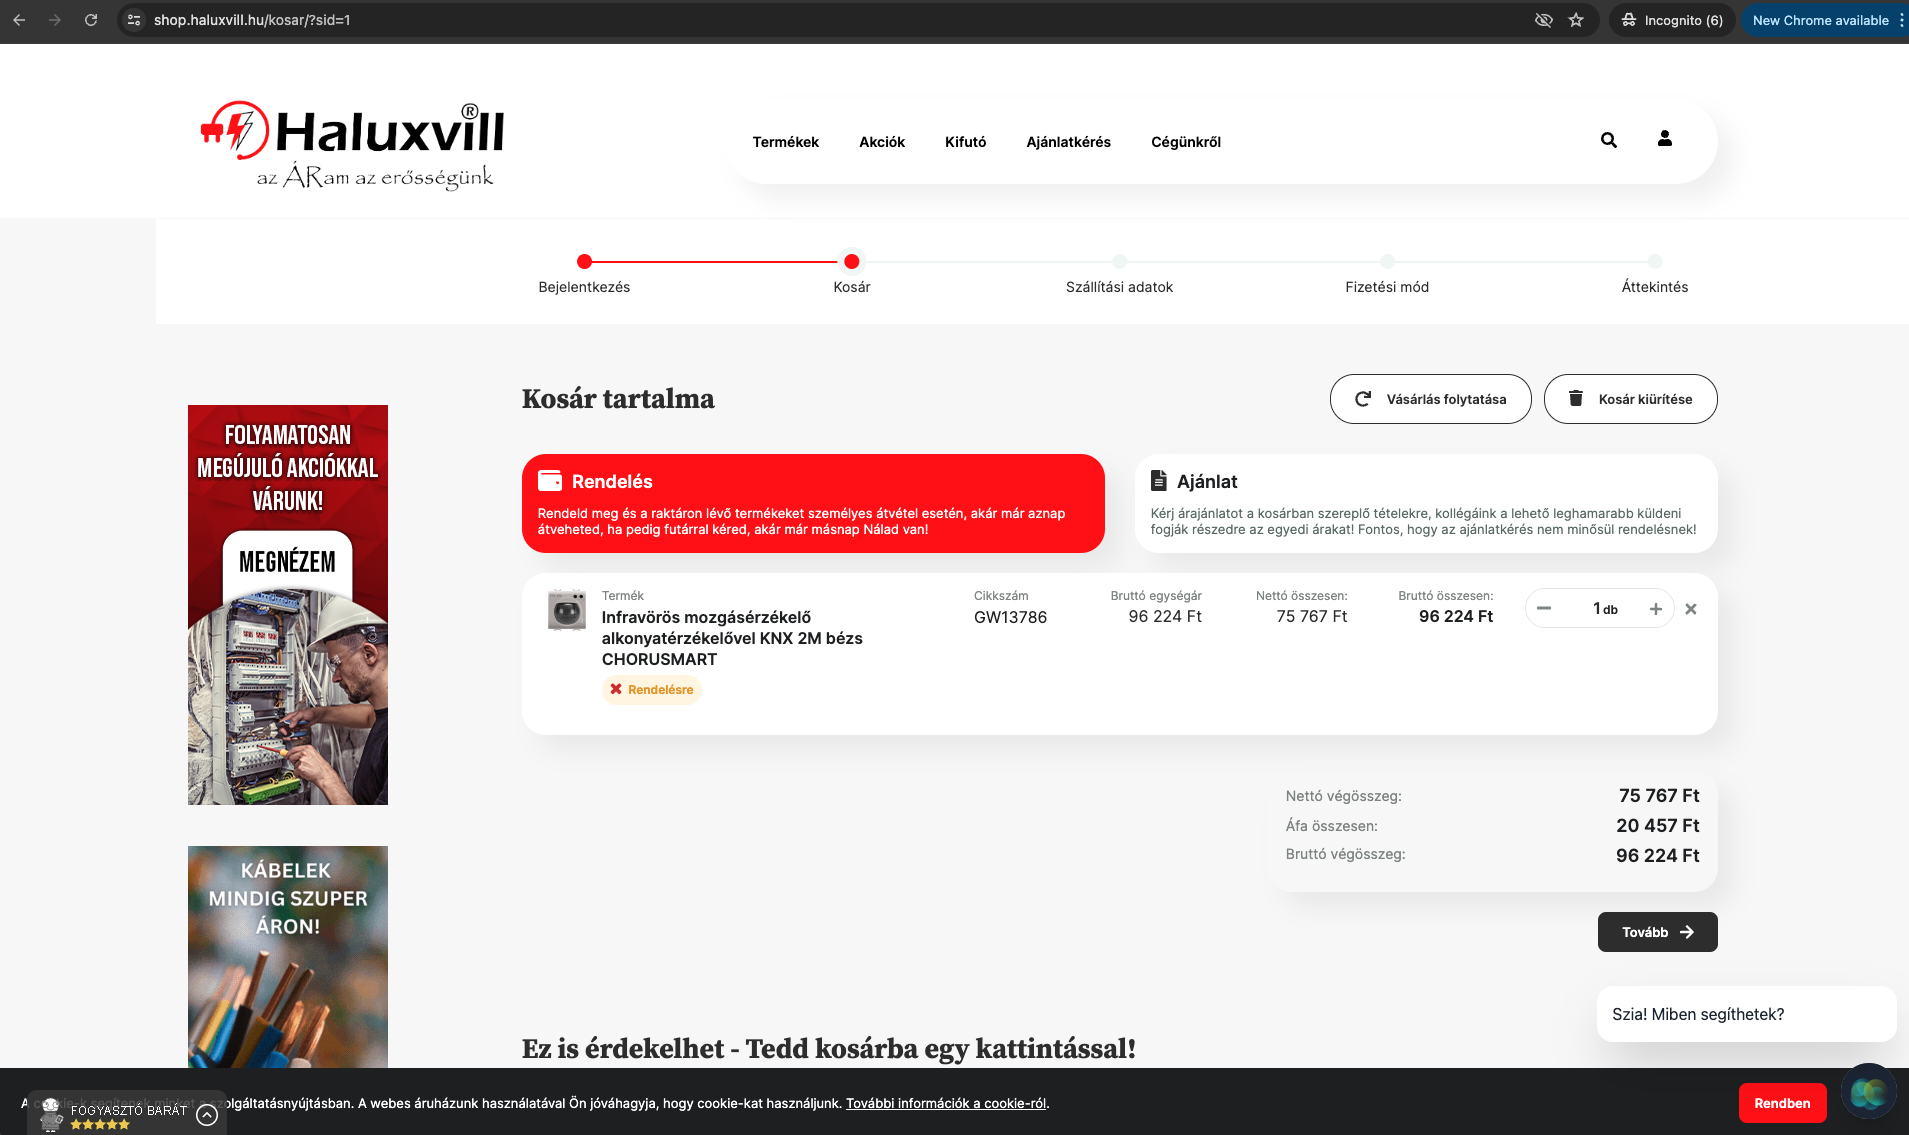 shop.haluxvill.hu/kosar/?sid=1
Incognito (6)
New Chrome available
Haluxvill®
az ÁRam az erősségünk
Termékek
Akciók
Kifutó
Ajánlatkérés
Cégünkről
Bejelentkezés
Kosár
Szállítási adatok
Fizetési mód
Áttekintés
FOLYAMATOSAN
MEGÚJULÓ AKCIÓKKAL
VÁRUNK!
MEGNÉZEM
KÁBELEK
MINDIG SZUPER
ÁRON!
Kosár tartalma
Vásárlás folytatása
Kosár kiürítése
Rendelés
Rendeld meg és a raktáron lévő termékeket személyes átvétel esetén, akár már aznap
átveheted, ha pedig futárral kéred, akár már másnap Nálad van!
Ajánlat
Kérj árajánlatot a kosárban szereplő tételekre, kollégáink a lehető leghamarabb küldeni
fogják részedre az egyedi árakat! Fontos, hogy az ajánlatkérés nem minősül rendelésnek!
Termék
Infravörös mozgásérzékelő
alkonyatérzékelővel KNX 2M bézs
CHORUSMART
Rendelésre
Cikkszám
GW13786
Bruttó egységár
96 224 Ft
Nettó összesen:
75 767 Ft
Bruttó összesen:
96 224 Ft
1 db
Nettó végösszeg: 75 767 Ft
Áfa összesen: 20 457 Ft
Bruttó végösszeg: 96 224 Ft
Tovább
Szia! Miben segíthetek?
Ez is érdekelhet - Tedd kosárba egy kattintással!
A cookie-k segítenek minket a szolgáltatásnyújtásban. A webes áruházunk használatával Ön jóváhagyja, hogy cookie-kat használjunk. További információk a cookie-ról.
FOGYASZTÓ BARÁT
Rendben